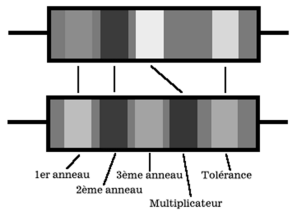 1er anneau
2ème anneau
3ème anneau
Multiplicateur
Tolérance